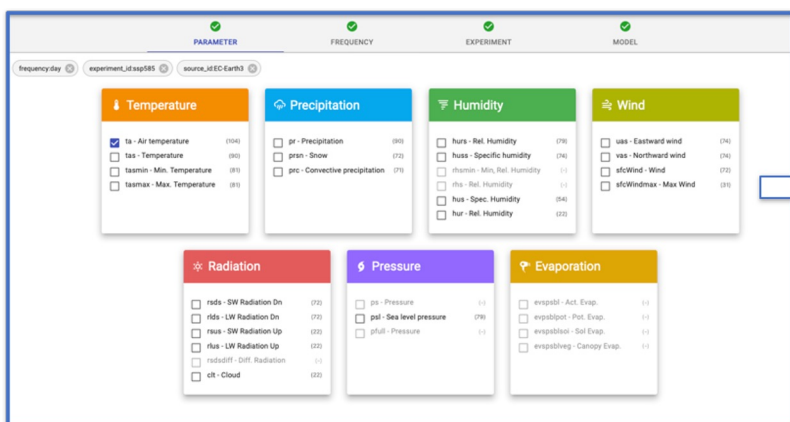 PARAMETER
FREQUENCY
EXPERIMENT
MODEL
frequency:day
experiment_id:ssp585
source_id:EC-Earth3
Temperature
ta - Air temperature (104)
tas - Temperature (90)
tasmin - Min. Temperature (81)
tasmax - Max. Temperature (81)
Precipitation
pr - Precipitation (90)
prsn - Snow (72)
prc - Convective precipitation (71)
Humidity
hurs - Rel. Humidity (79)
huss - Specific humidity (74)
rhsmin - Min, Rel. Humidity (-)
rhs - Rel. Humidity (-)
hus - Spec. Humidity (54)
hur - Rel. Humidity (22)
Wind
uas - Eastward wind (74)
vas - Northward wind (74)
sfcWind - Wind (72)
sfcWindmax - Max Wind (31)
Radiation
rsds - SW Radiation Dn (72)
rlds - LW Radiation Dn (72)
rsus - SW Radiation Up (22)
rlus - LW Radiation Up (22)
rsdsdiff - Diff. Radiation (-)
clt - Cloud (22)
Pressure
ps - Pressure (-)
psl - Sea level pressure (79)
pfull - Pressure (-)
Evaporation
evspsbl - Act. Evap. (-)
evspsblpot - Pot. Evap. (-)
evspsblsoi - Sol Evap. (-)
evspsblveg - Canopy Evap. (-)